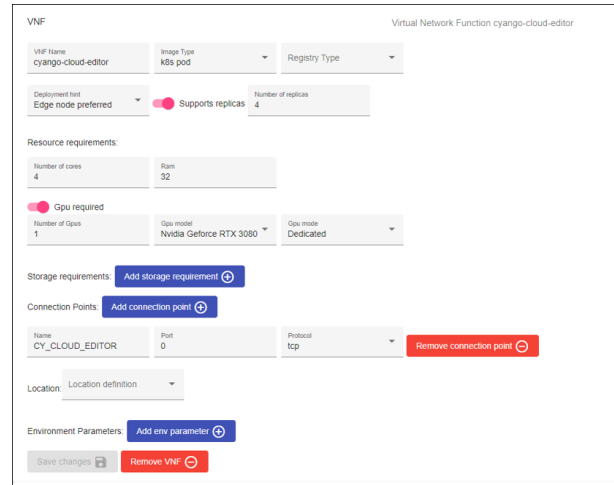 VNF
Virtual Network Function cyango-cloud-editor
VNF Name
cyango-cloud-editor
Image Type
k8s pod
Registry Type
Deployment hint
Edge node preferred
Supports replicas
Number of replicas
4
Resource requirements:
Number of cores
4
Ram
32
Gpu required
Number of Gpus
1
Gpu model
Nvidia Geforce RTX 3080
Gpu mode
Dedicated
Storage requirements:
Add storage requirement
Connection Points:
Add connection point
Name
CY_CLOUD_EDITOR
Port
0
Protocol
tcp
Remove connection point
Location:
Location definition
Environment Parameters:
Add env parameter
Save changes
Remove VNF